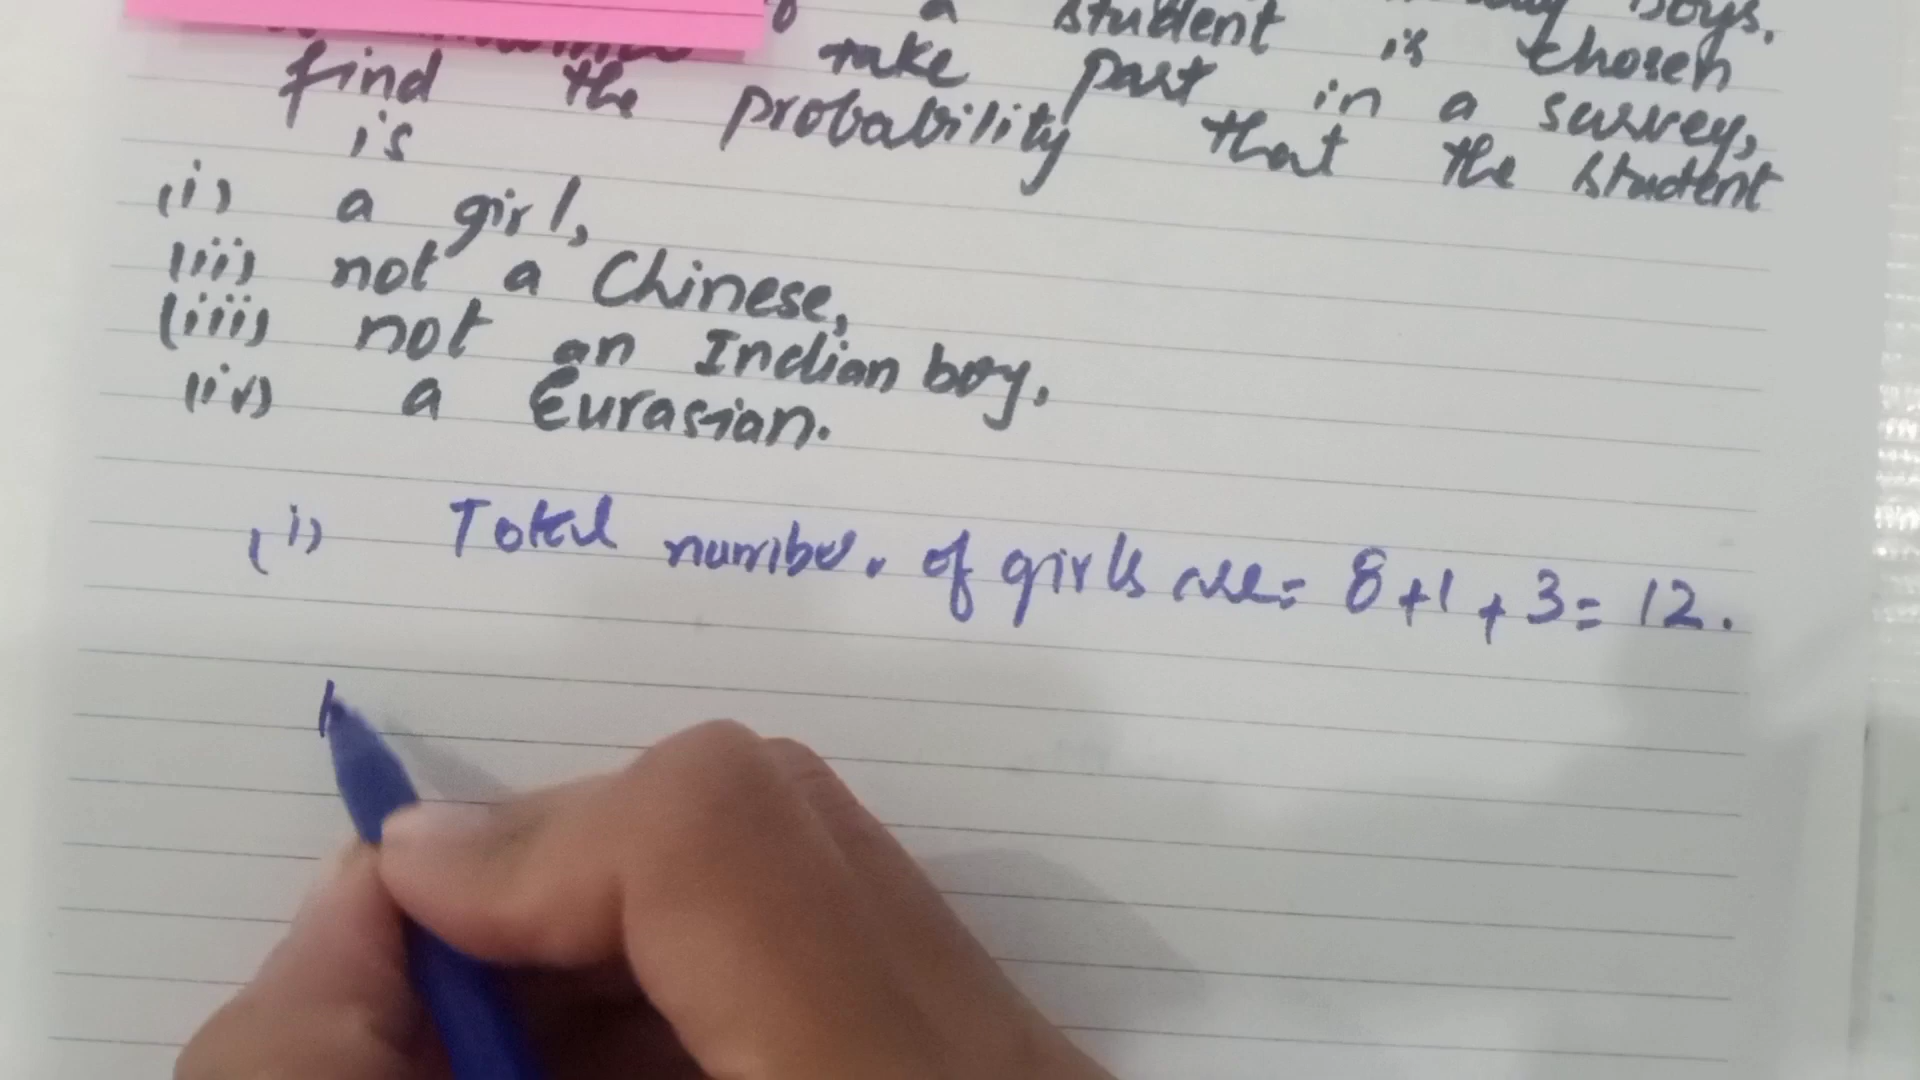 boys.
a student is chosen
take part in a survey,
find the probability that the student
is
(i) a girl,
(ii) not a Chinese,
(iii) not an Indian boy,
(iv) a Eurasian.
(i) Total number. of girls are = 8+1+3= 12.